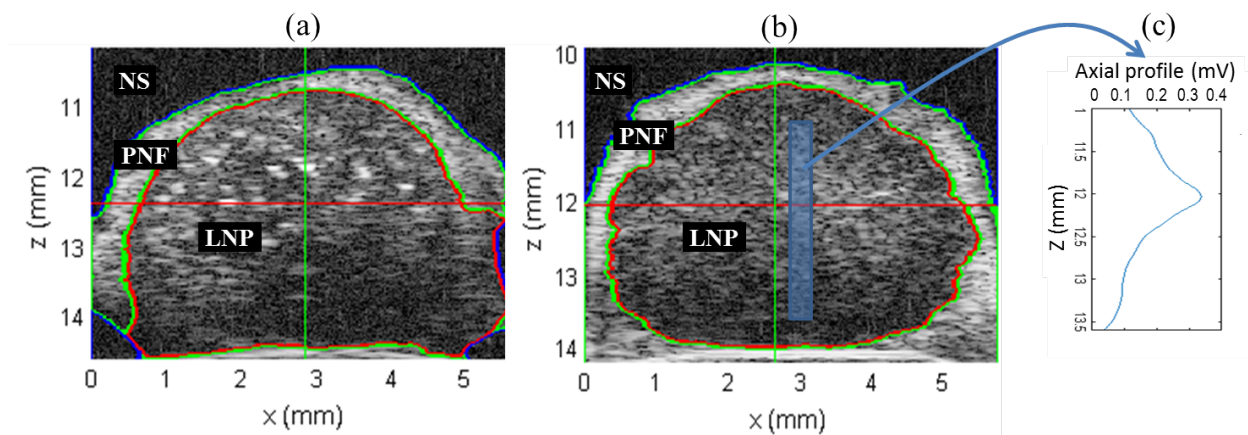 (a)
(b)
(c)
NS
PNF
LNP
11
12
13
14
z (mm)
0 1 2 3 4 5
x (mm)
NS
PNF
LNP
10
11
12
13
14
z (mm)
0 1 2 3 4 5
x (mm)
Axial profile (mV)
0 0.1 0.2 0.3 0.4
1
11.5
12
12.5
13
13.5
Z (mm)